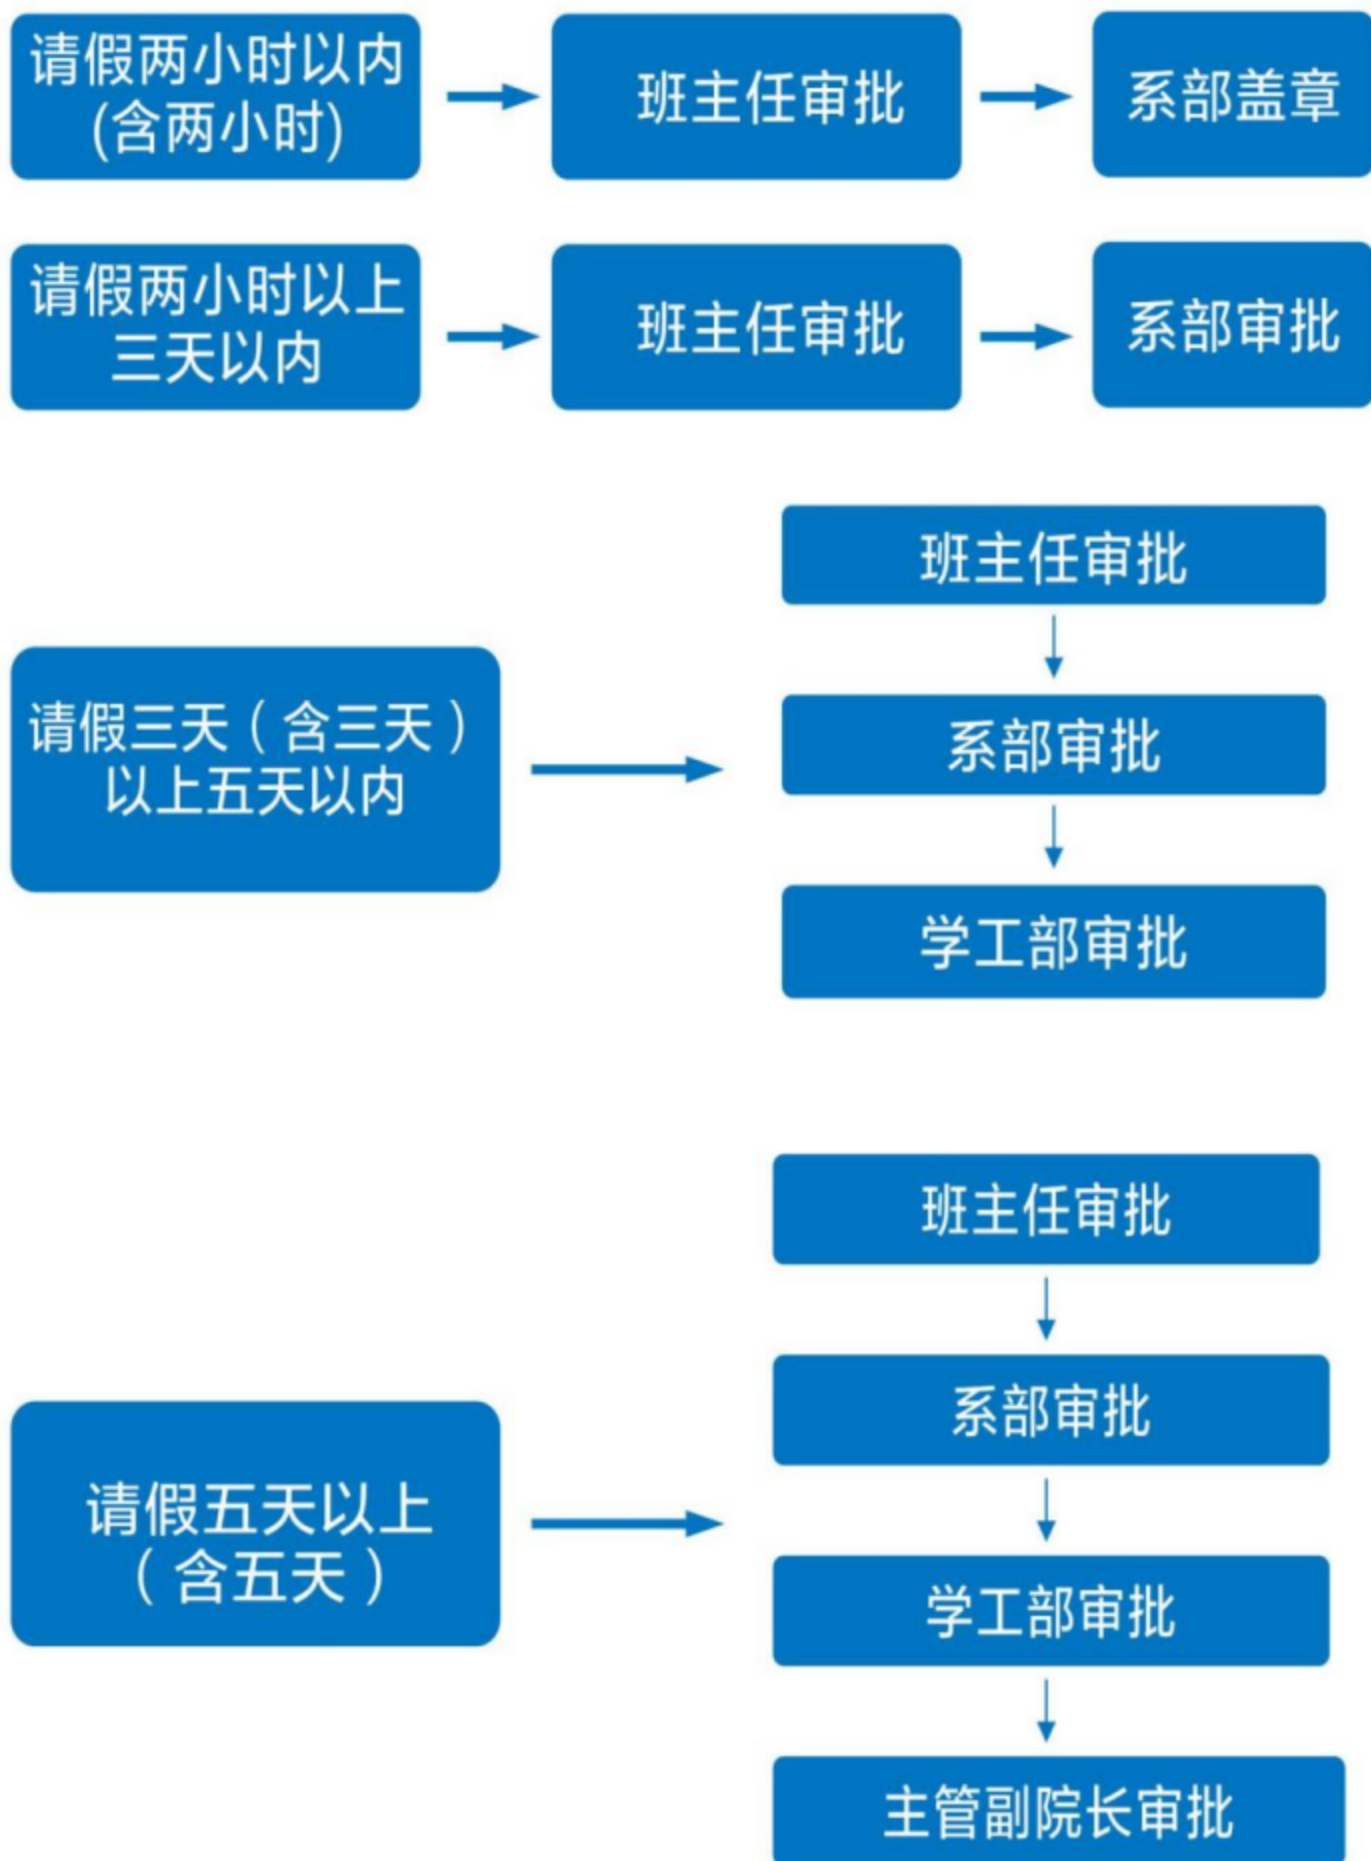 请假两小时以内
(含两小时)
班主任审批
系部盖章
请假两小时以上
三天以内
班主任审批
系部审批
请假三天（含三天）
以上五天以内
班主任审批
系部审批
学工部审批
请假五天以上
（含五天）
班主任审批
系部审批
学工部审批
主管副院长审批